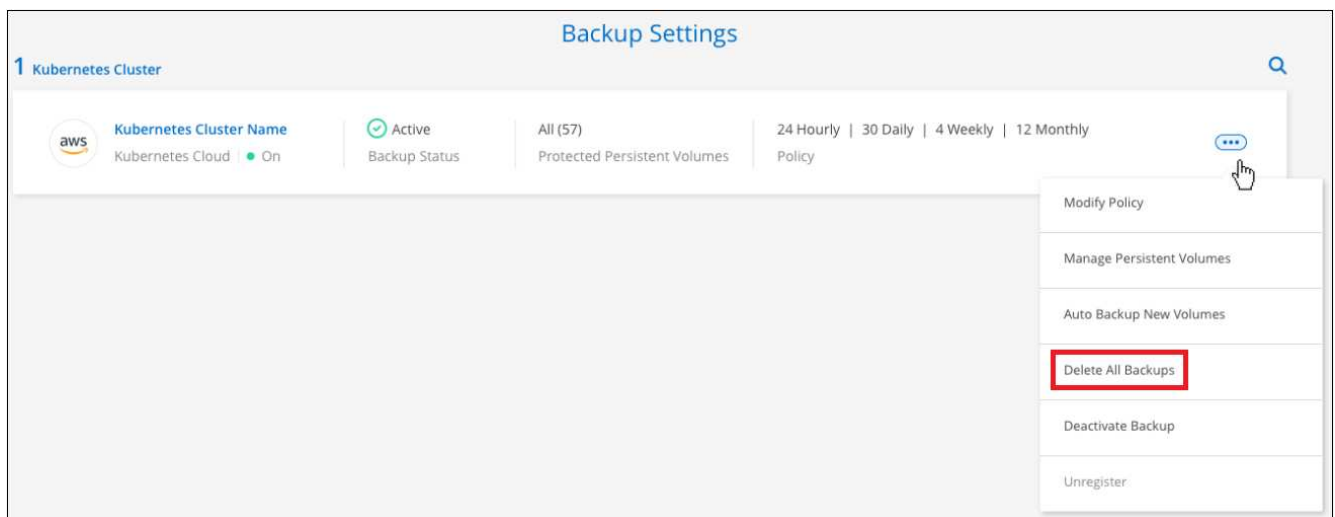 Backup Settings
1 Kubernetes Cluster
aws
Kubernetes Cluster Name
Kubernetes Cloud | On
Active
Backup Status
All (57)
Protected Persistent Volumes
24 Hourly | 30 Daily | 4 Weekly | 12 Monthly
Policy
Modify Policy
Manage Persistent Volumes
Auto Backup New Volumes
Delete All Backups
Deactivate Backup
Unregister